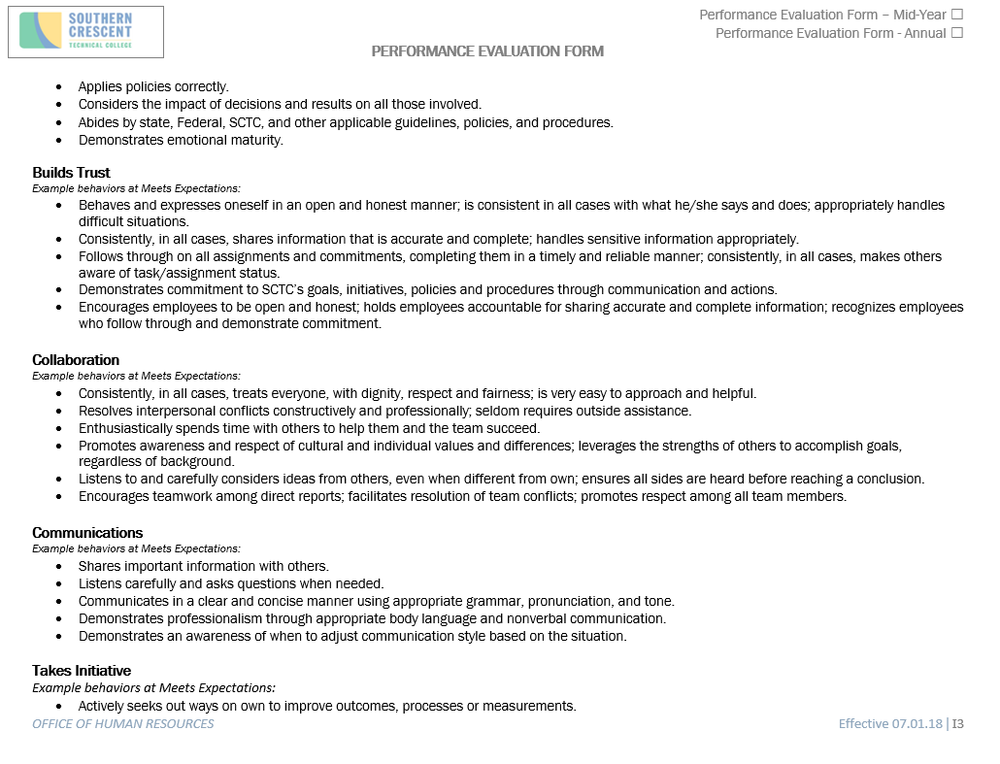 SOUTHERN
CRESCENT
TECHNICAL COLLEGE
Performance Evaluation Form – Mid-Year ☐
Performance Evaluation Form - Annual ☐
PERFORMANCE EVALUATION FORM
• Applies policies correctly.
• Considers the impact of decisions and results on all those involved.
• Abides by state, Federal, SCTC, and other applicable guidelines, policies, and procedures.
• Demonstrates emotional maturity.
Builds Trust
Example behaviors at Meets Expectations:
• Behaves and expresses oneself in an open and honest manner; is consistent in all cases with what he/she says and does; appropriately handles
difficult situations.
• Consistently, in all cases, shares information that is accurate and complete; handles sensitive information appropriately.
• Follows through on all assignments and commitments, completing them in a timely and reliable manner; consistently, in all cases, makes others
aware of task/assignment status.
• Demonstrates commitment to SCTC's goals, initiatives, policies and procedures through communication and actions.
• Encourages employees to be open and honest; holds employees accountable for sharing accurate and complete information; recognizes employees
who follow through and demonstrate commitment.
Collaboration
Example behaviors at Meets Expectations:
• Consistently, in all cases, treats everyone, with dignity, respect and fairness; is very easy to approach and helpful.
• Resolves interpersonal conflicts constructively and professionally; seldom requires outside assistance.
• Enthusiastically spends time with others to help them and the team succeed.
• Promotes awareness and respect of cultural and individual values and differences; leverages the strengths of others to accomplish goals,
regardless of background.
• Listens to and carefully considers ideas from others, even when different from own; ensures all sides are heard before reaching a conclusion.
• Encourages teamwork among direct reports; facilitates resolution of team conflicts; promotes respect among all team members.
Communications
Example behaviors at Meets Expectations:
• Shares important information with others.
• Listens carefully and asks questions when needed.
• Communicates in a clear and concise manner using appropriate grammar, pronunciation, and tone.
• Demonstrates professionalism through appropriate body language and nonverbal communication.
• Demonstrates an awareness of when to adjust communication style based on the situation.
Takes Initiative
Example behaviors at Meets Expectations:
• Actively seeks out ways on own to improve outcomes, processes or measurements.
OFFICE OF HUMAN RESOURCES
Effective 07.01.18 | I3